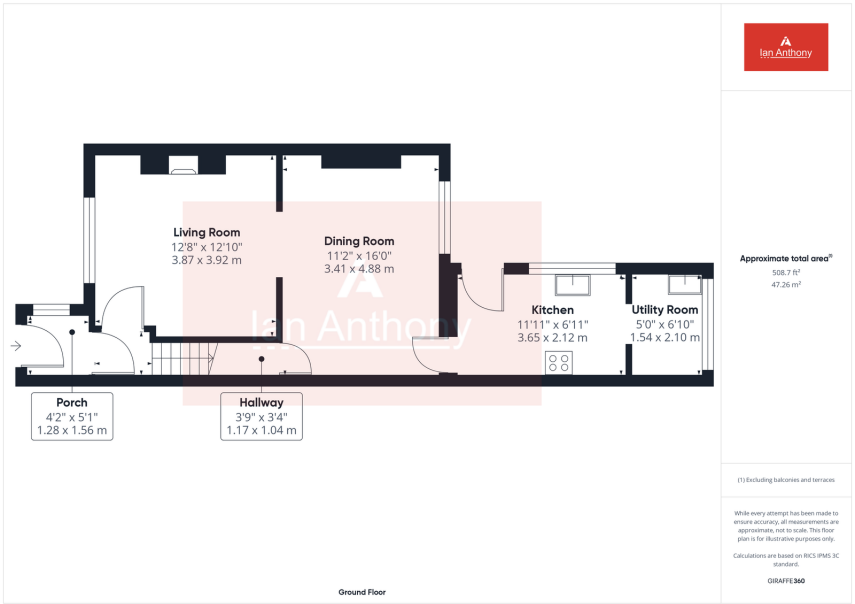 Ian Anthony
Living Room
12'8" x 12'10"
3.87 x 3.92 m
Dining Room
11'2" x 16'0"
3.41 x 4.88 m
Ian Anthony
Kitchen
11'11" x 6'11"
3.65 x 2.12 m
Utility Room
5'0" x 6'10"
1.54 x 2.10 m
Porch
4'2" x 5'1"
1.28 x 1.56 m
Hallway
3'9" x 3'4"
1.17 x 1.04 m
Ground Floor
Approximate total area(1)
508.7 ft²
47.26 m²
(1) Excluding balconies and terraces
While every attempt has been made to
ensure accuracy, all measurements are
approximate, not to scale. This floor
plan is for illustrative purposes only.
Calculations are based on RICS IPMS 3C
standard.
GIRAFFE360